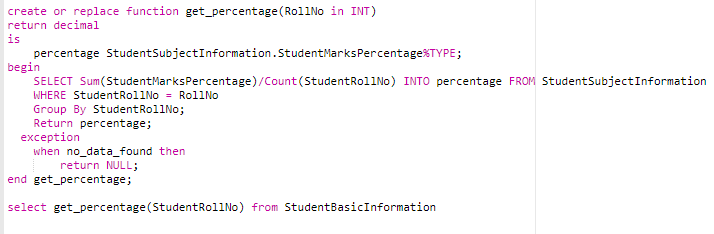 create or replace function get_percentage(RollNo in INT)
return decimal
is
    percentage StudentSubjectInformation.StudentMarksPercentage%TYPE;
begin
    SELECT Sum(StudentMarksPercentage)/Count(StudentRollNo) INTO percentage FROM StudentSubjectInformation
    WHERE StudentRollNo = RollNo
    Group By StudentRollNo;
    Return percentage;
  exception
    when no_data_found then
        return NULL;
end get_percentage;

select get_percentage(StudentRollNo) from StudentBasicInformation